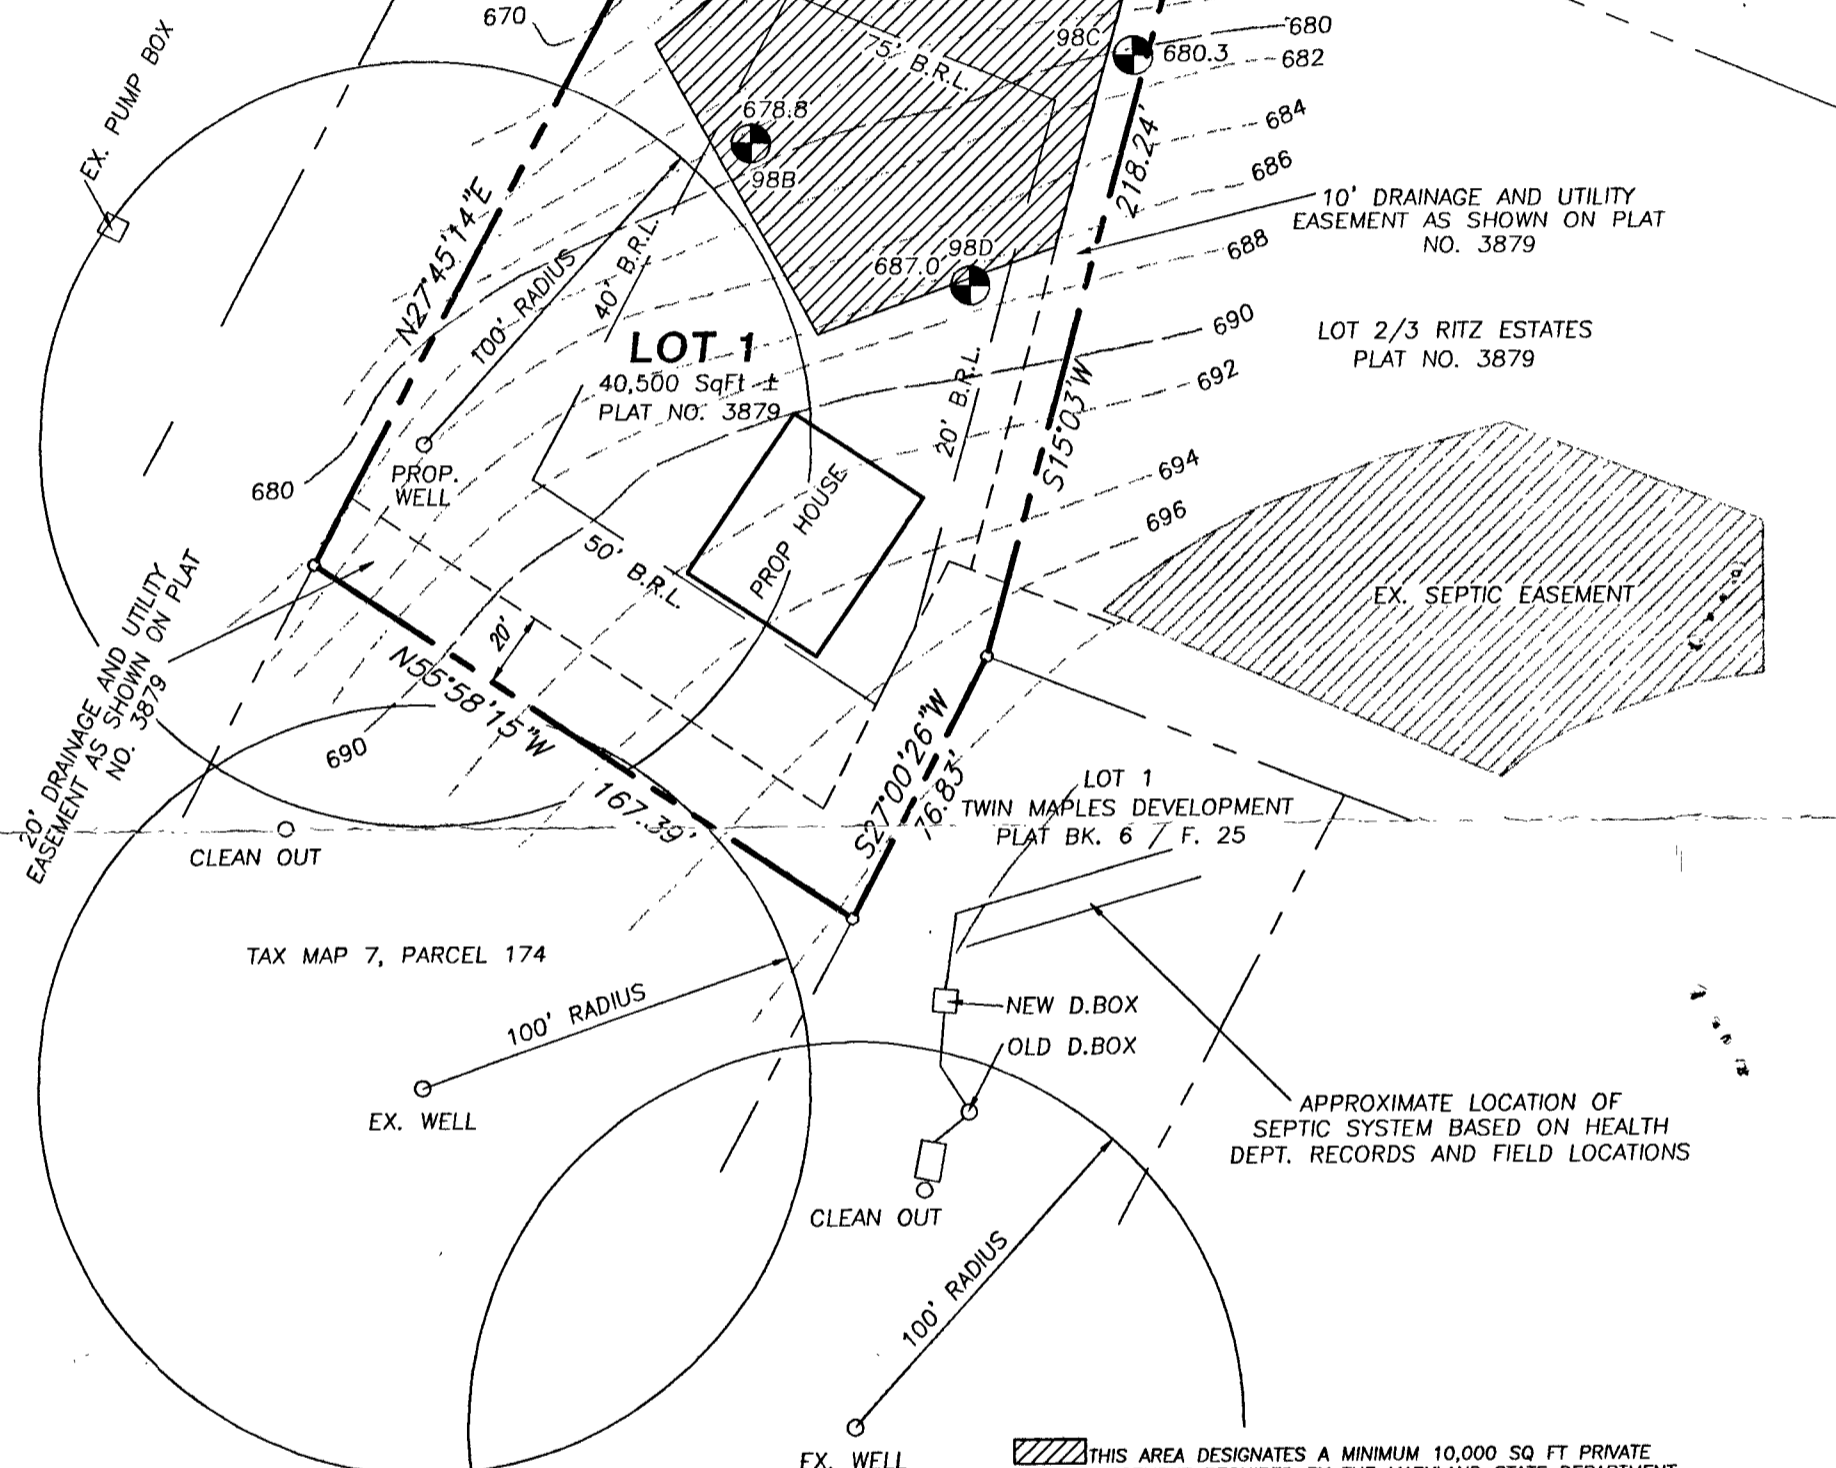 670
EX. PUMP BOX
75' B.R.L.
98C
680.3
680
682
684
686
688
690
692
694
696
678.8
98B
218.24'
10' DRAINAGE AND UTILITY
EASEMENT AS SHOWN ON PLAT
NO. 3879
N27°45'14"E
100' RADIUS
40' B.R.L.
98D
687.0
LOT 1
40,500 SqFt ±
PLAT NO. 3879
LOT 2/3 RITZ ESTATES
PLAT NO. 3879
20' B.R.L.
S15°03'W
PROP.
WELL
680
PROP HOUSE
50' B.R.L.
EX. SEPTIC EASEMENT
20'
20' DRAINAGE AND UTILITY
EASEMENT AS SHOWN ON PLAT
NO. 3879
N55°58'15"W
167.39'
690
S27°00'26"W
76.83'
LOT 1
TWIN MAPLES DEVELOPMENT
PLAT BK. 6 / F. 25
CLEAN OUT
TAX MAP 7, PARCEL 174
100' RADIUS
EX. WELL
NEW D.BOX
OLD D.BOX
APPROXIMATE LOCATION OF
SEPTIC SYSTEM BASED ON HEALTH
DEPT. RECORDS AND FIELD LOCATIONS
CLEAN OUT
100' RADIUS
EX. WELL
THIS AREA DESIGNATES A MINIMUM 10,000 SQ FT PRIVATE
THE MARYLAND STATE DEPARTMENT